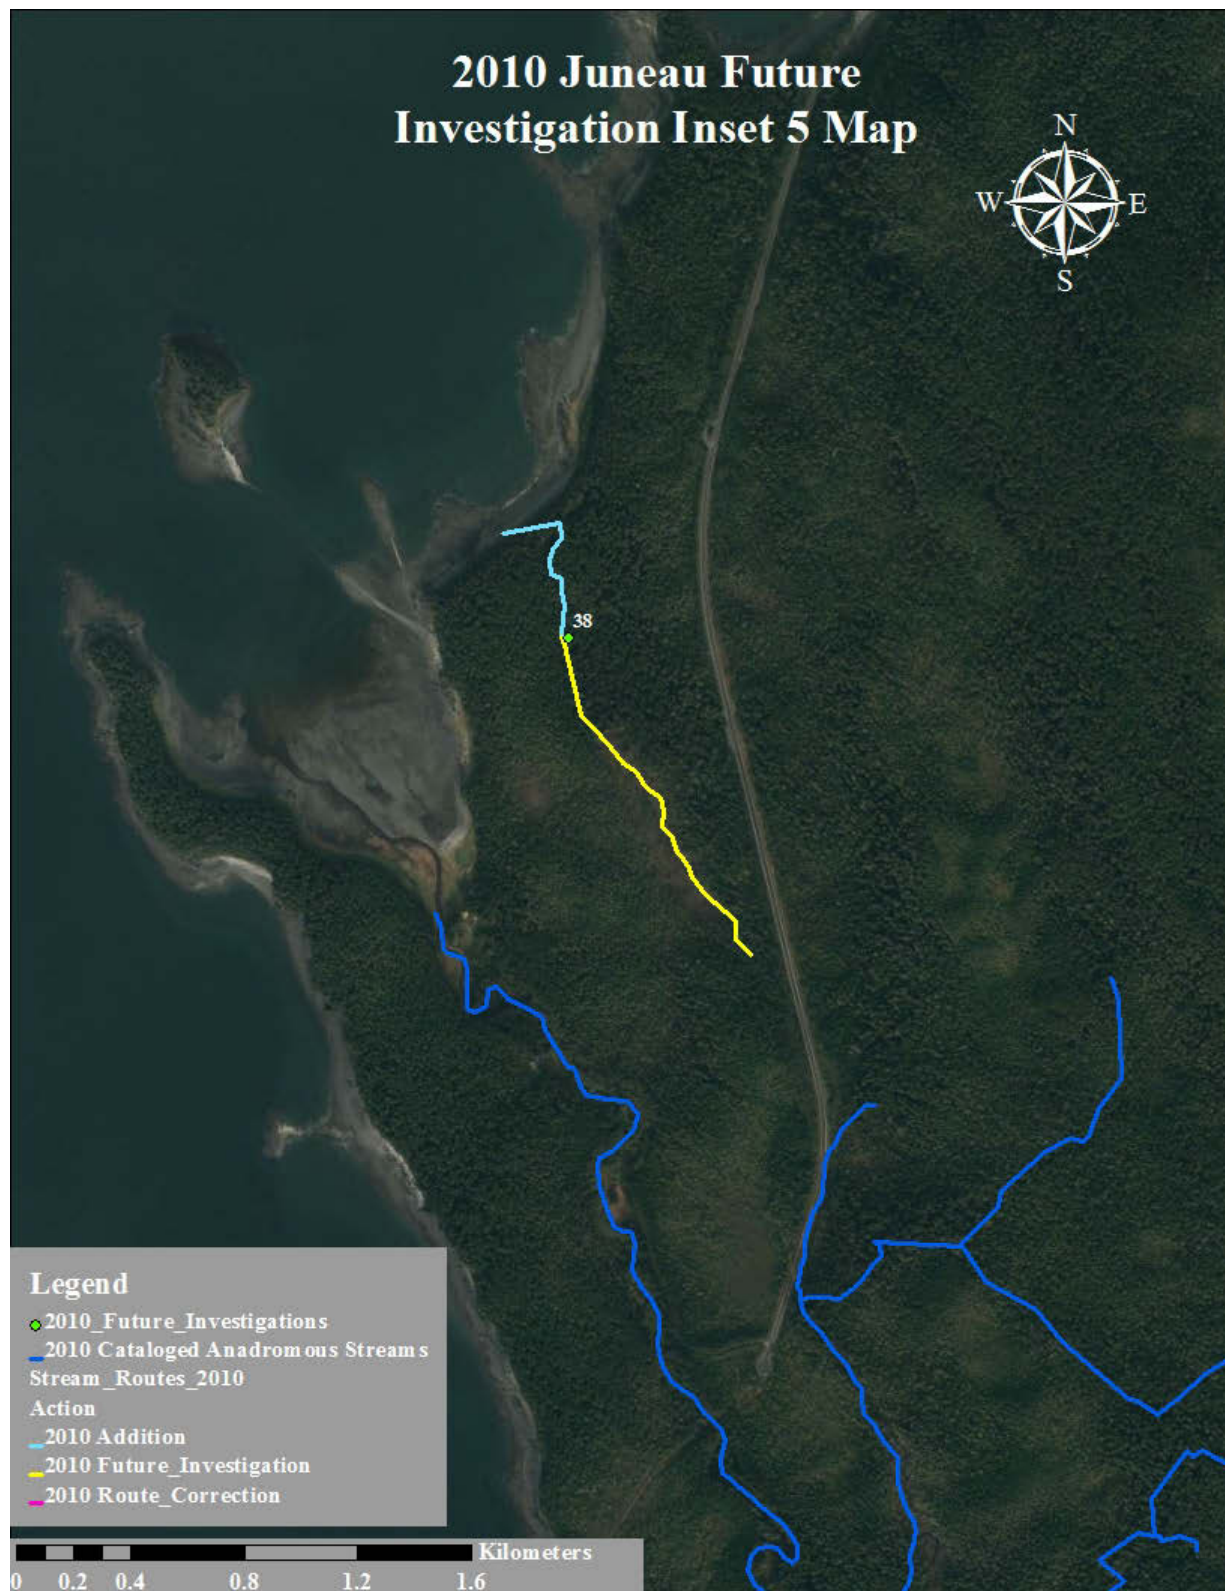 2010 Juneau Future
Investigation Inset 5 Map
N
W E
S
38
Legend
2010_Future_Investigations
2010 Cataloged Anadromous Streams
Stream_Routes_2010
Action
2010 Addition
2010 Future_Investigation
2010 Route_Correction
Kilometers
0 0.2 0.4 0.8 1.2 1.6